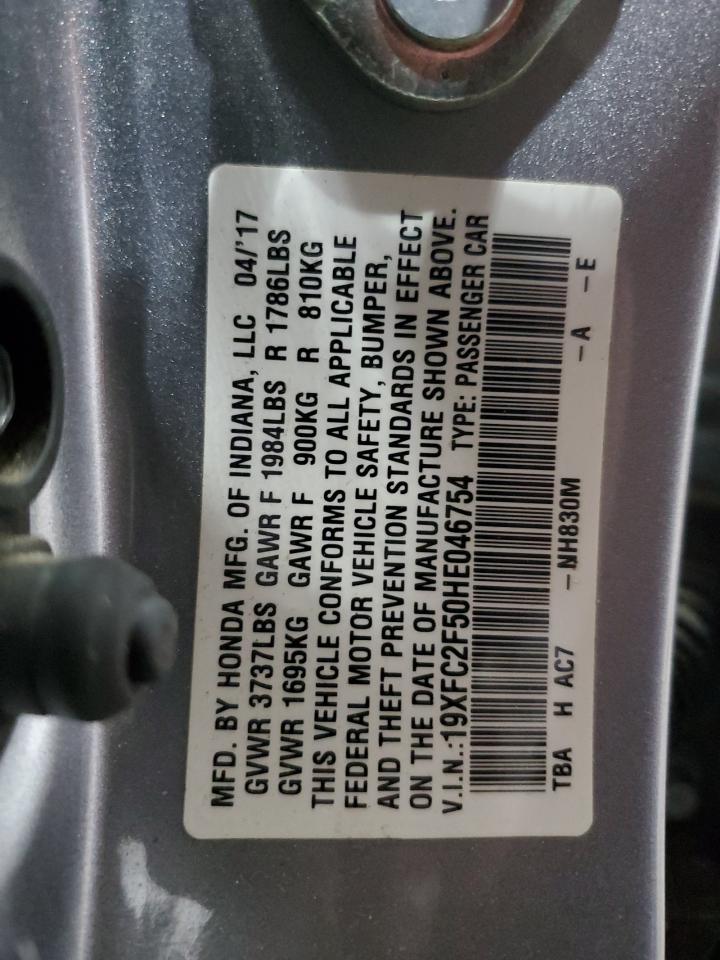 MFD. BY HONDA MFG. OF INDIANA, LLC 04/'17
GVWR 3737LBS GAWR F 1984LBS R 1786LBS
GVWR 1695KG GAWR F 900KG R 810KG
THIS VEHICLE CONFORMS TO ALL APPLICABLE
FEDERAL MOTOR VEHICLE SAFETY, BUMPER,
AND THEFT PREVENTION STANDARDS IN EFFECT
ON THE DATE OF MANUFACTURE SHOWN ABOVE.
V.I.N.:19XFC2F50HE046754 TYPE: PASSENGER CAR
TBA H AC7 -NH830M -A -E